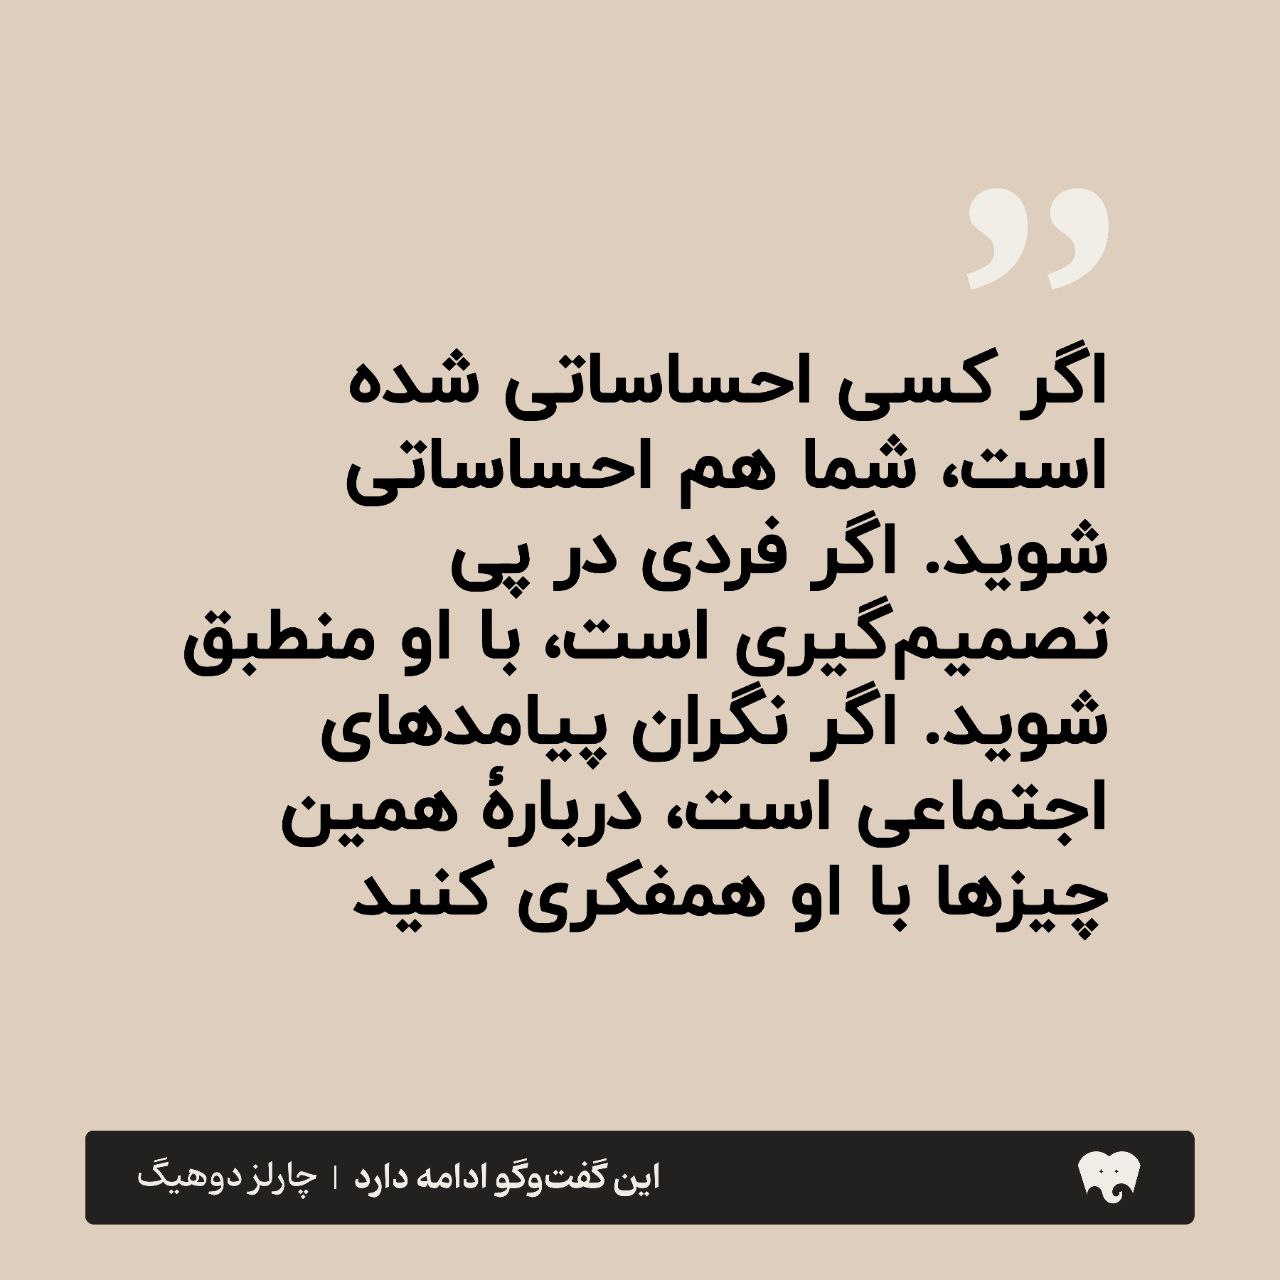 ”
اگر کسی احساساتی شده
است، شما هم احساساتی
شوید. اگر فردی در پی
تصمیم‌گیری است، با او منطبق
شوید. اگر نگران پیامدهای
اجتماعی است، دربارهٔ همین
چیزها با او همفکری کنید
این گفت‌وگو ادامه دارد | چارلز دوهیگ